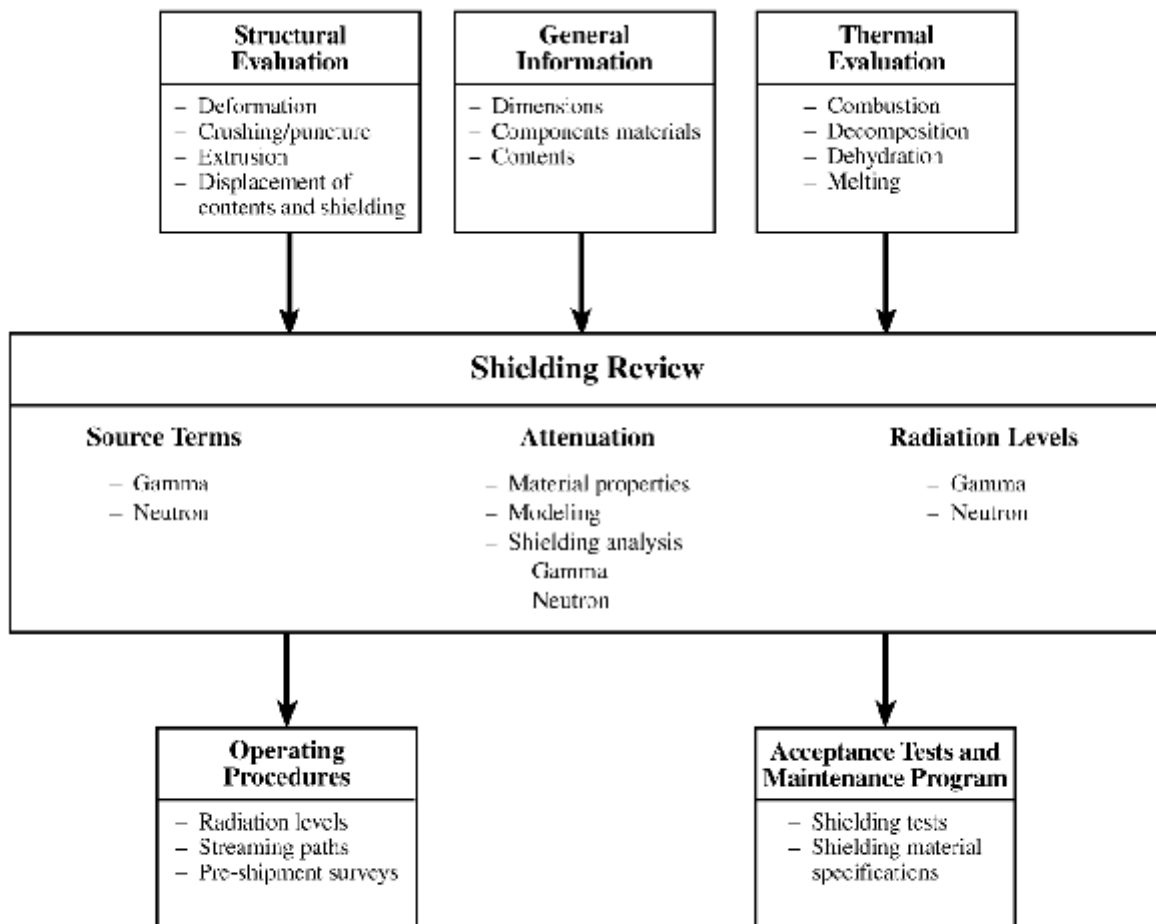 Structural
Evaluation
– Deformation
– Crushing/puncture
– Extrusion
– Displacement of
contents and shielding
General
Information
– Dimensions
– Components materials
– Contents
Thermal
Evaluation
– Combustion
– Decomposition
– Dehydration
– Melting
Shielding Review
Source Terms
– Gamma
– Neutron
Attenuation
– Material properties
– Modeling
– Shielding analysis
Gamma
Neutron
Radiation Levels
– Gamma
– Neutron
Operating
Procedures
– Radiation levels
– Streaming paths
– Pre-shipment surveys
Acceptance Tests and
Maintenance Program
– Shielding tests
– Shielding material
specifications